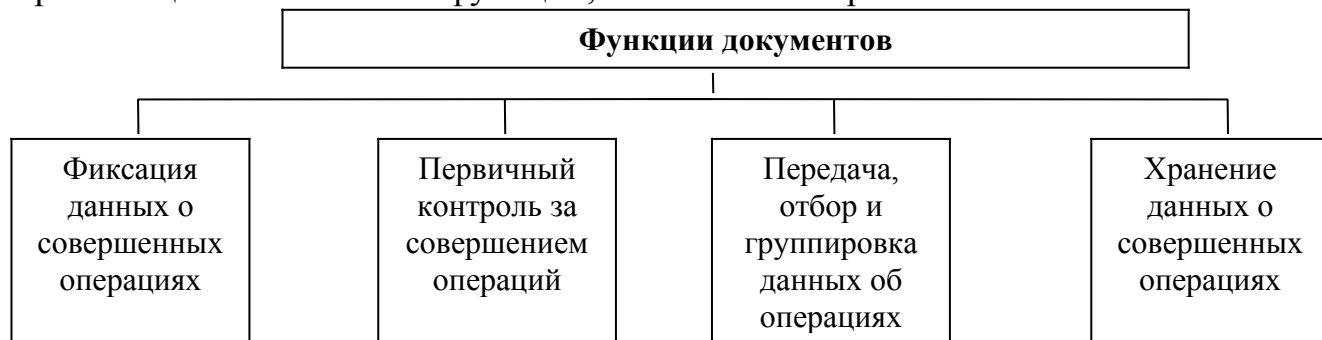 Функции документов
Фиксация
данных о
совершенных
операциях
Первичный
контроль за
совершением
операций
Передача,
отбор и
группировка
данных об
операциях
Хранение
данных о
совершенных
операциях